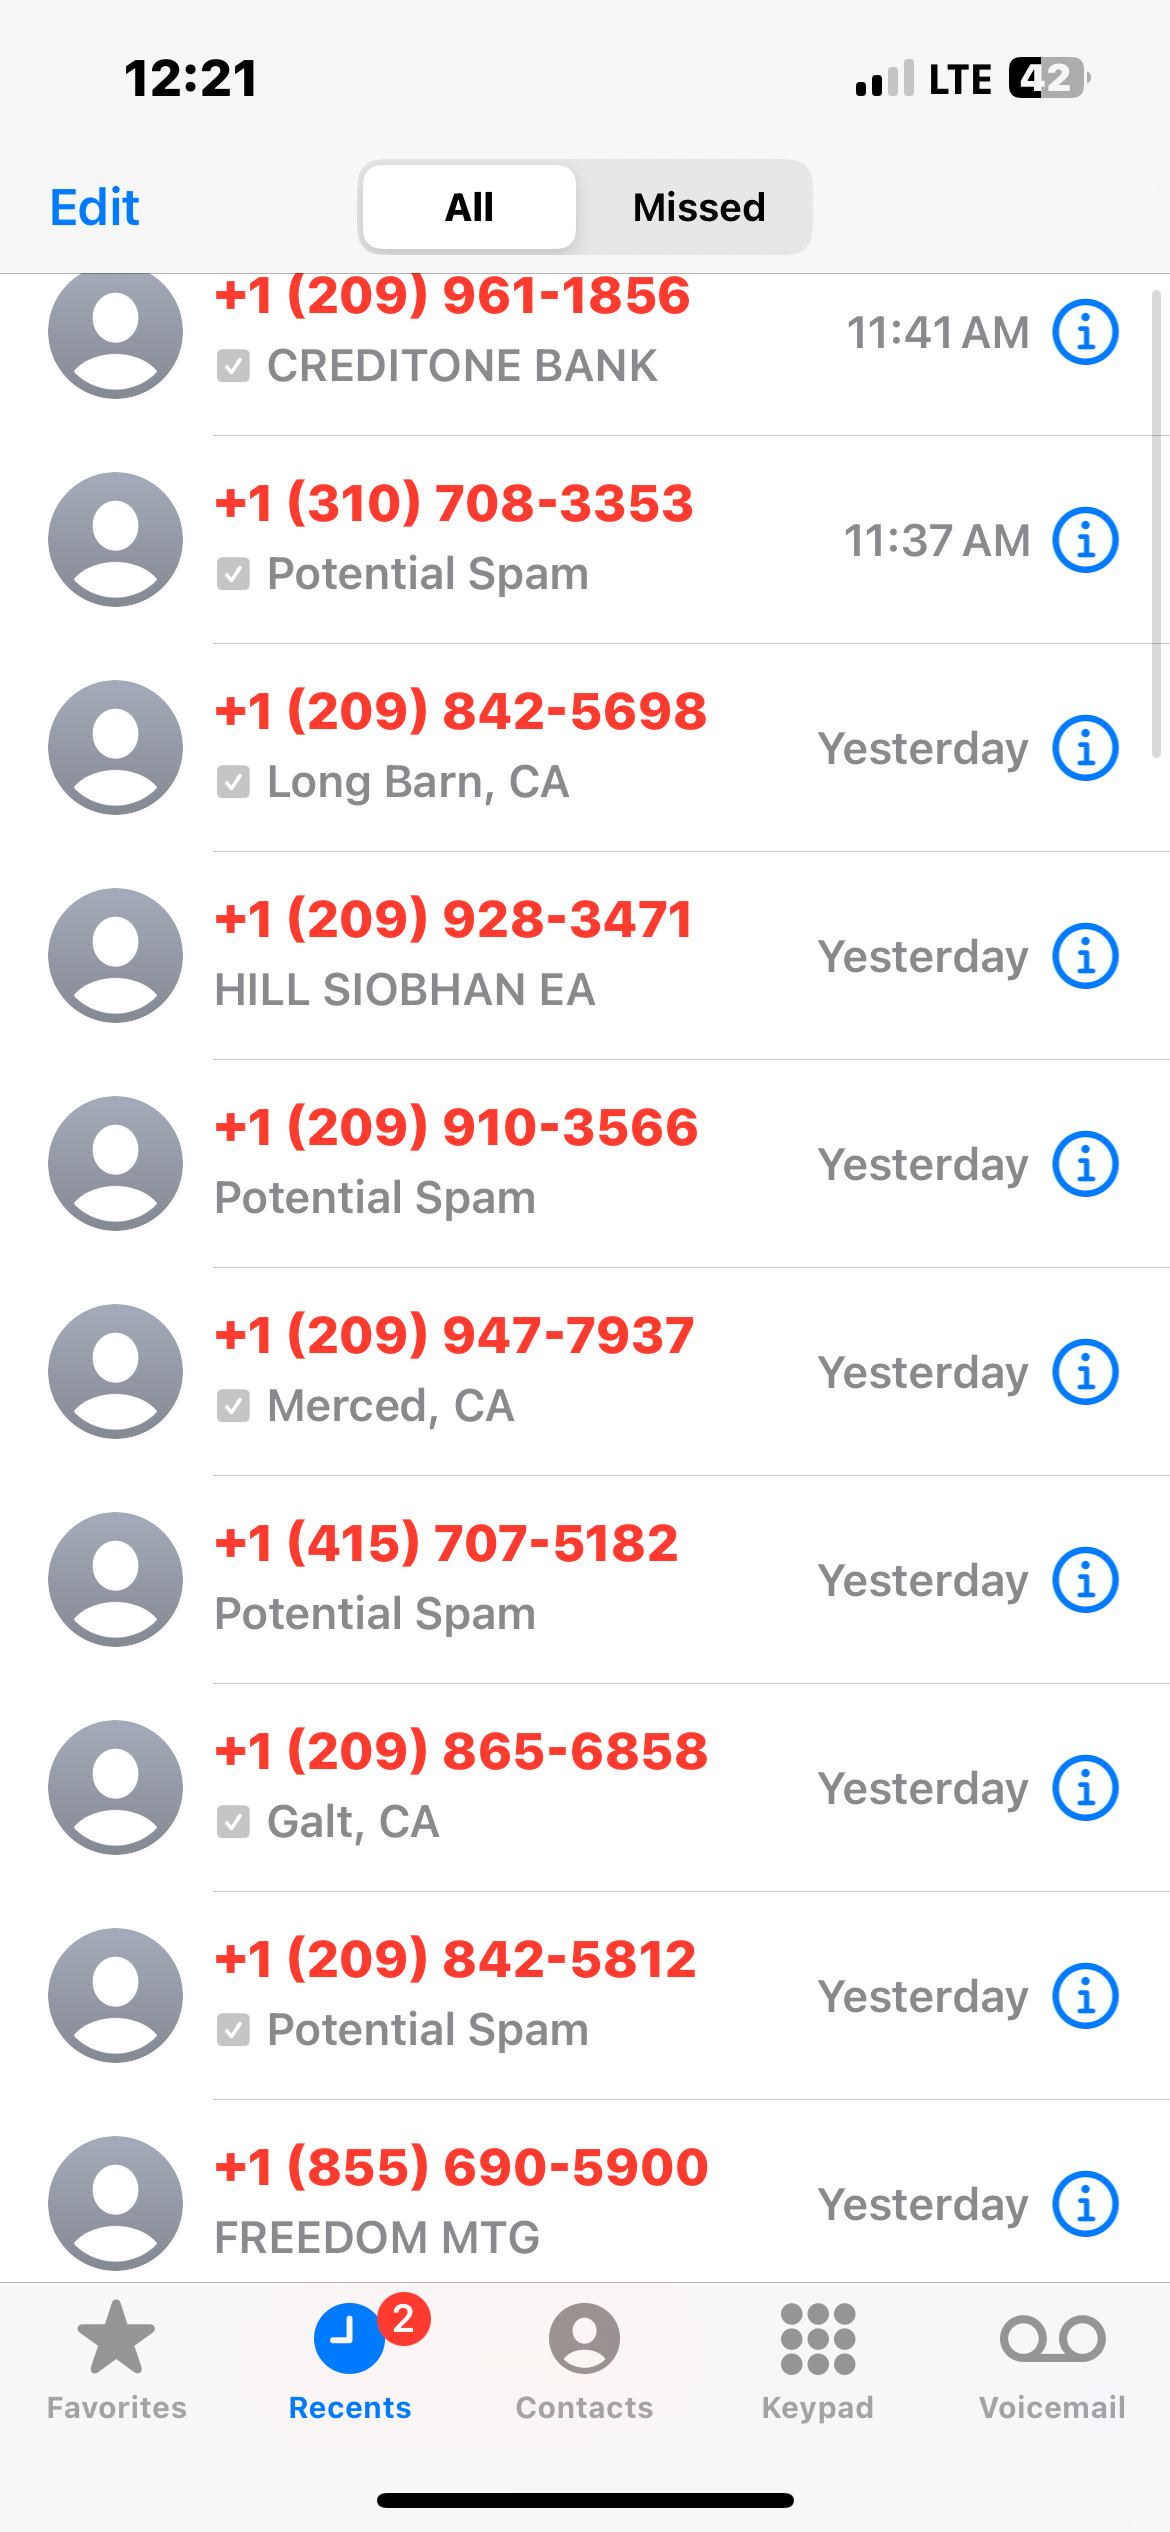 12:21
LTE 42
Edit
All Missed
+1 (209) 961-1856
CREDITONE BANK
11:41 AM
+1 (310) 708-3353
Potential Spam
11:37 AM
+1 (209) 842-5698
Long Barn, CA
Yesterday
+1 (209) 928-3471
HILL SIOBHAN EA
Yesterday
+1 (209) 910-3566
Potential Spam
Yesterday
+1 (209) 947-7937
Merced, CA
Yesterday
+1 (415) 707-5182
Potential Spam
Yesterday
+1 (209) 865-6858
Galt, CA
Yesterday
+1 (209) 842-5812
Potential Spam
Yesterday
+1 (855) 690-5900
FREEDOM MTG
Yesterday
2
Favorites Recents Contacts Keypad Voicemail